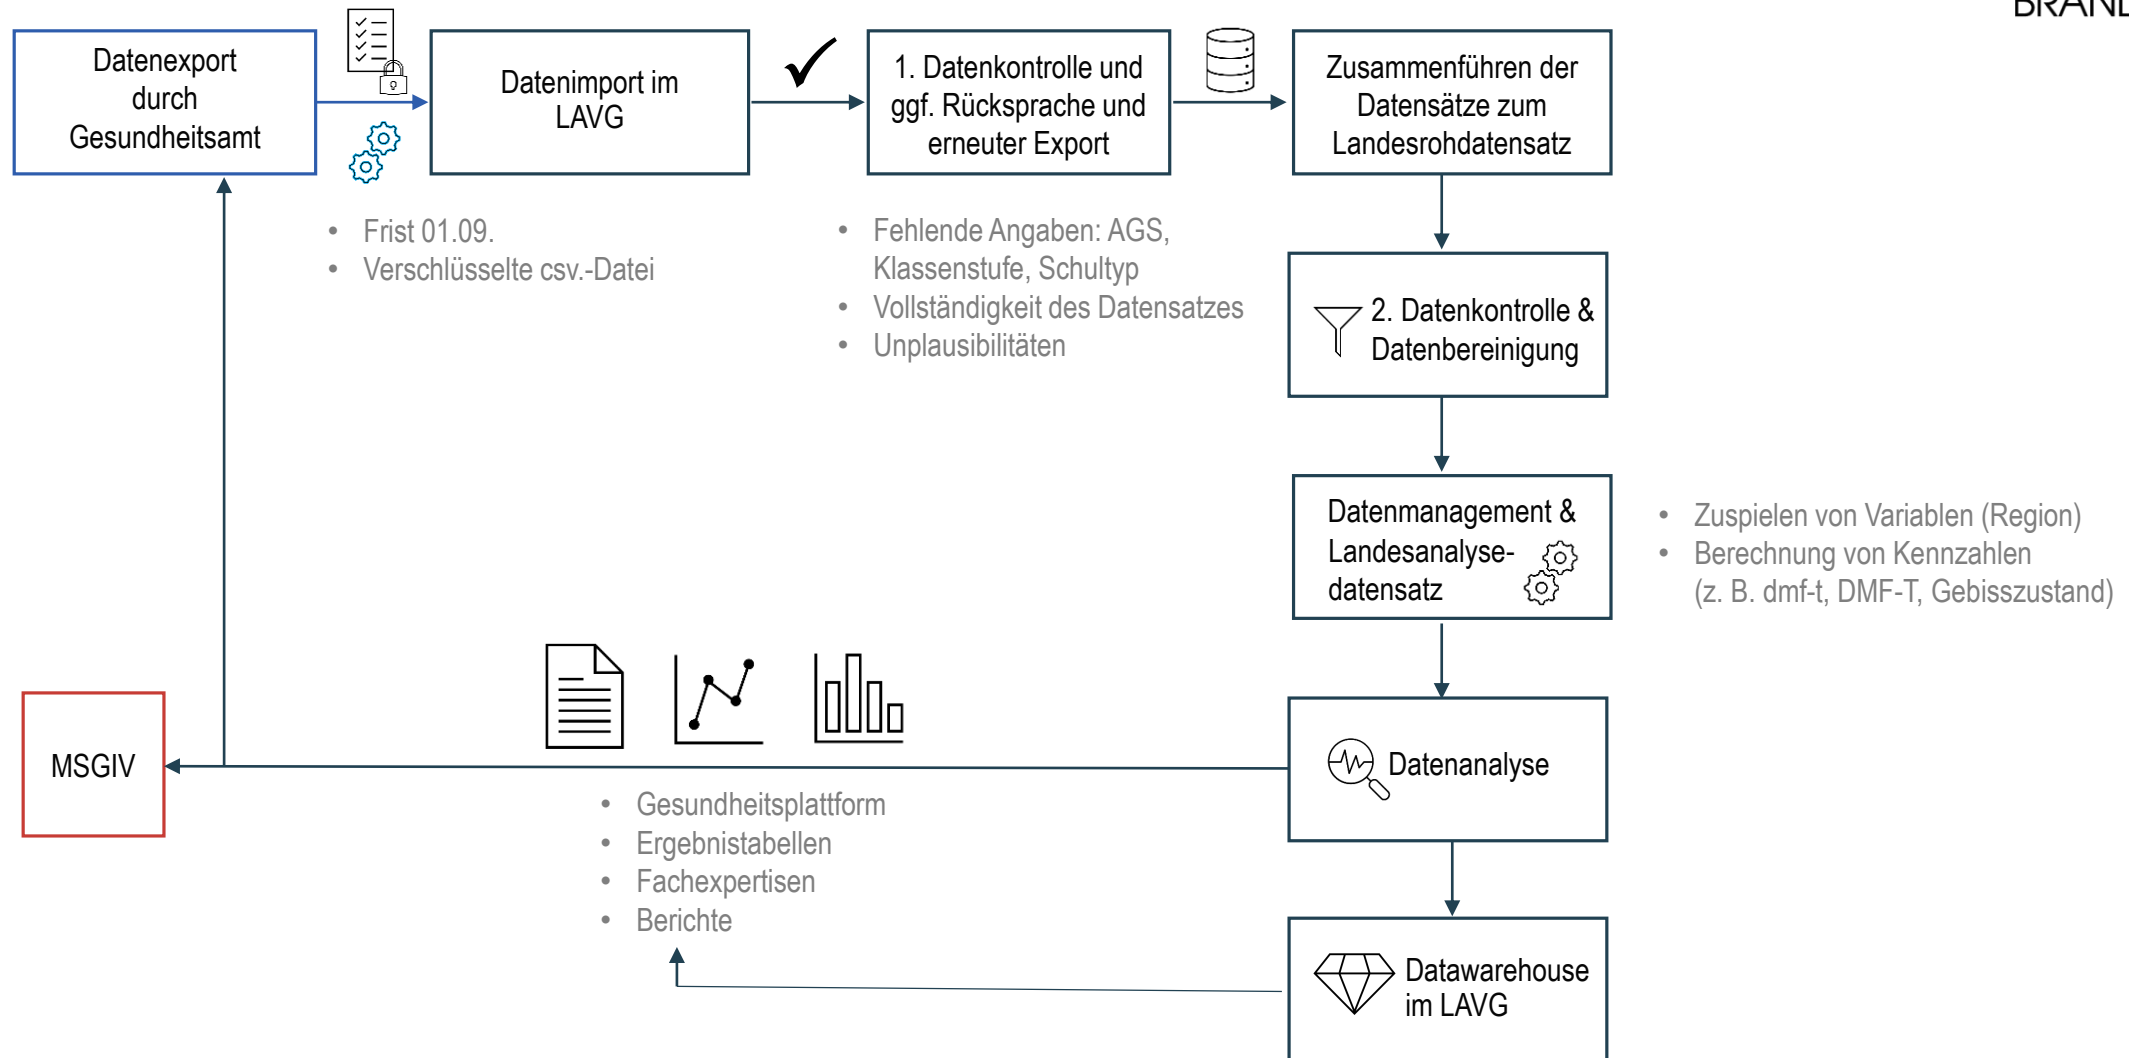 BRAND
Datenexport
durch
Gesundheitsamt
Datenimport im
LAVG
1. Datenkontrolle und
ggf. Rücksprache und
erneuter Export
Zusammenführen der
Datensätze zum
Landesrohdatensatz
• Frist 01.09.
• Verschlüsselte csv.-Datei
• Fehlende Angaben: AGS,
Klassenstufe, Schultyp
• Vollständigkeit des Datensatzes
• Unplausibilitäten
2. Datenkontrolle &
Datenbereinigung
Datenmanagement &
Landesanalyse-
datensatz
• Zuspielen von Variablen (Region)
• Berechnung von Kennzahlen
(z. B. dmf-t, DMF-T, Gebisszustand)
MSGIV
Datenanalyse
• Gesundheitsplattform
• Ergebnistabellen
• Fachexpertisen
• Berichte
Datawarehouse
im LAVG